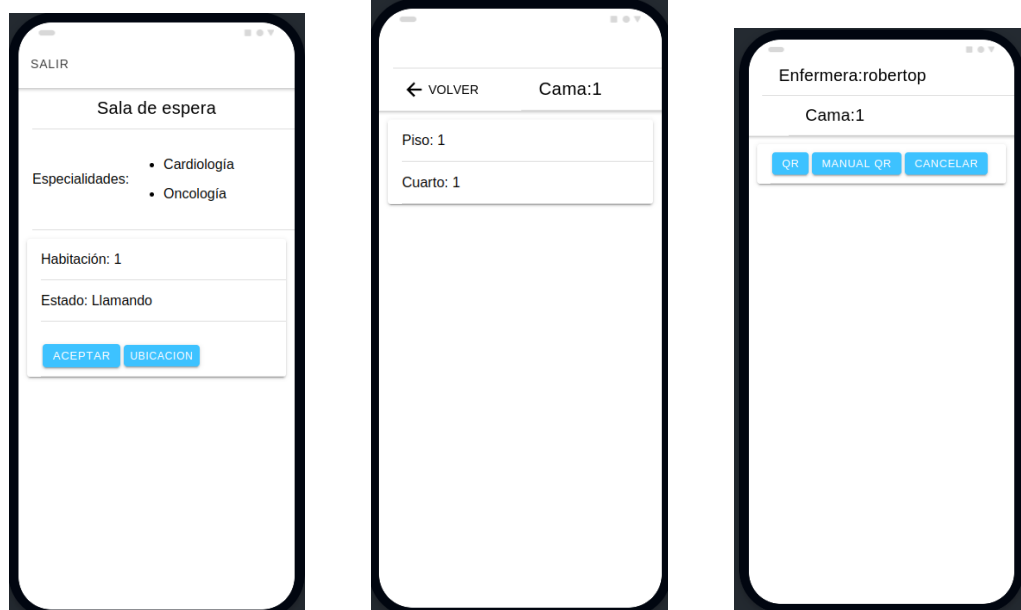 SALIR
Sala de espera
Especialidades:
• Cardiología
• Oncología
Habitación: 1
Estado: Llamando
ACEPTAR UBICACION
VOLVER Cama:1
Piso: 1
Cuarto: 1
Enfermera:robertop
Cama:1
QR MANUAL QR CANCELAR